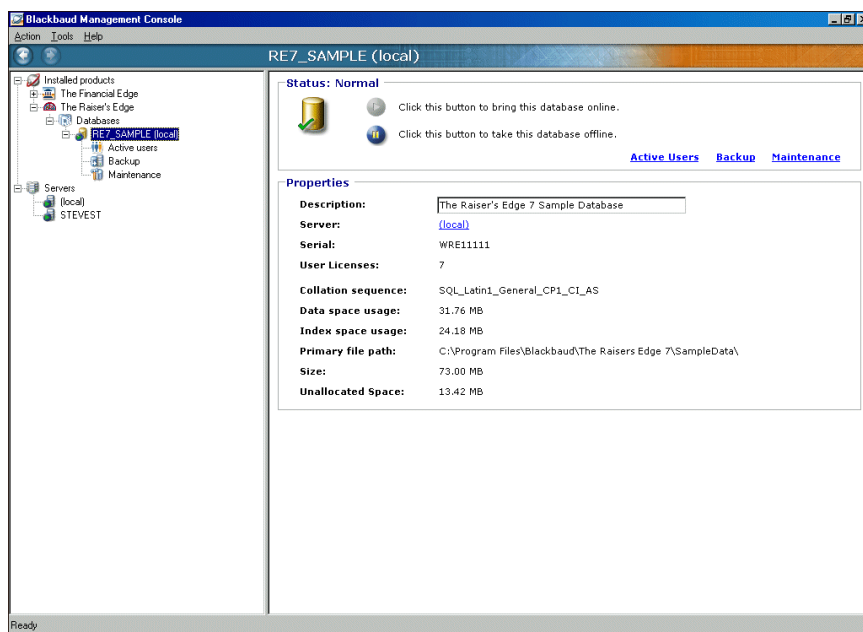 Blackbaud Management Console
Action Tools Help
RE7_SAMPLE (local)
Installed products
The Financial Edge
The Raiser's Edge
Databases
RE7_SAMPLE (local)
Active users
Backup
Maintenance
Servers
(local)
STEVEST
Status: Normal
Click this button to bring this database online.
Click this button to take this database offline.
Active Users Backup Maintenance
Properties
Description: The Raiser's Edge 7 Sample Database
Server: (local)
Serial: WRE11111
User Licenses: 7
Collation sequence: SQL_Latin1_General_CP1_CI_AS
Data space usage: 31.76 MB
Index space usage: 24.18 MB
Primary file path: C:\Program Files\Blackbaud\The Raisers Edge 7\SampleData\
Size: 73.00 MB
Unallocated Space: 13.42 MB
Ready